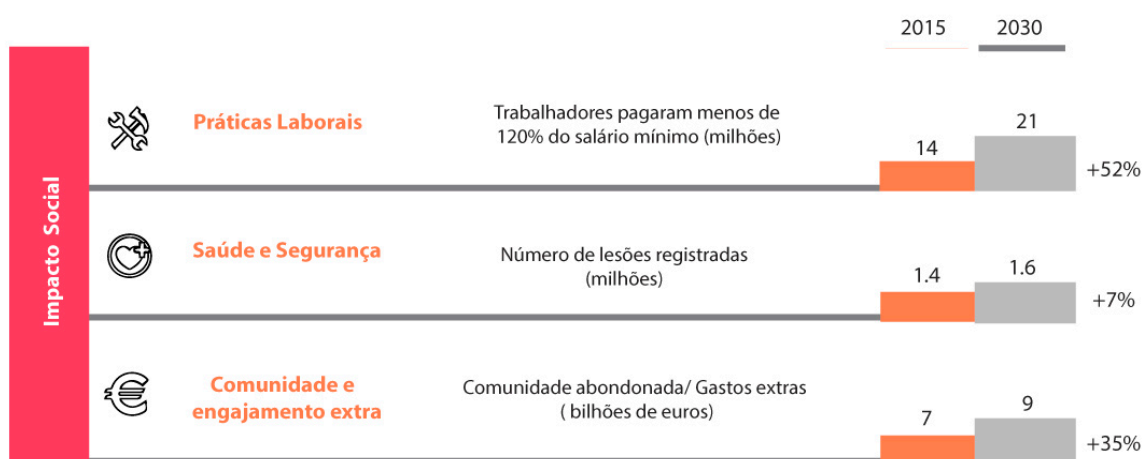 2015 2030
Impacto Social
Práticas Laborais
Trabalhadores pagaram menos de
120% do salário mínimo (milhões)
14 21 +52%
Saúde e Segurança
Número de lesões registradas
(milhões)
1.4 1.6 +7%
Comunidade e
engajamento extra
Comunidade abondonada/ Gastos extras
( bilhões de euros)
7 9 +35%